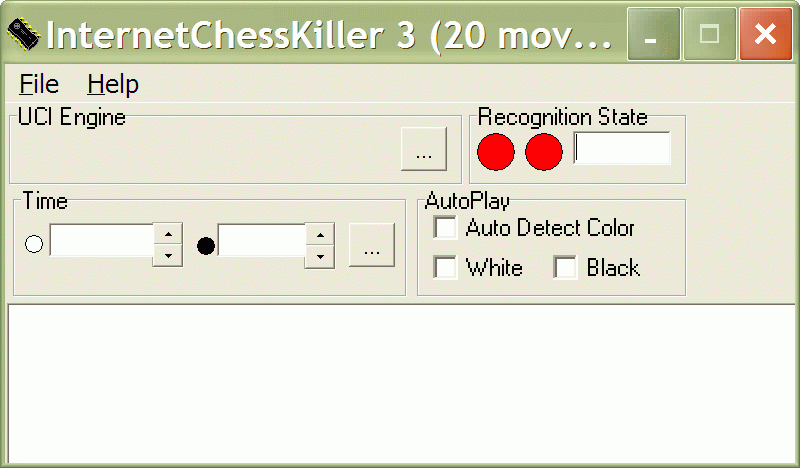 InternetChessKiller 3 (20 mov...
File Help
UCI Engine
...
Recognition State
Time
...
AutoPlay
Auto Detect Color
White Black